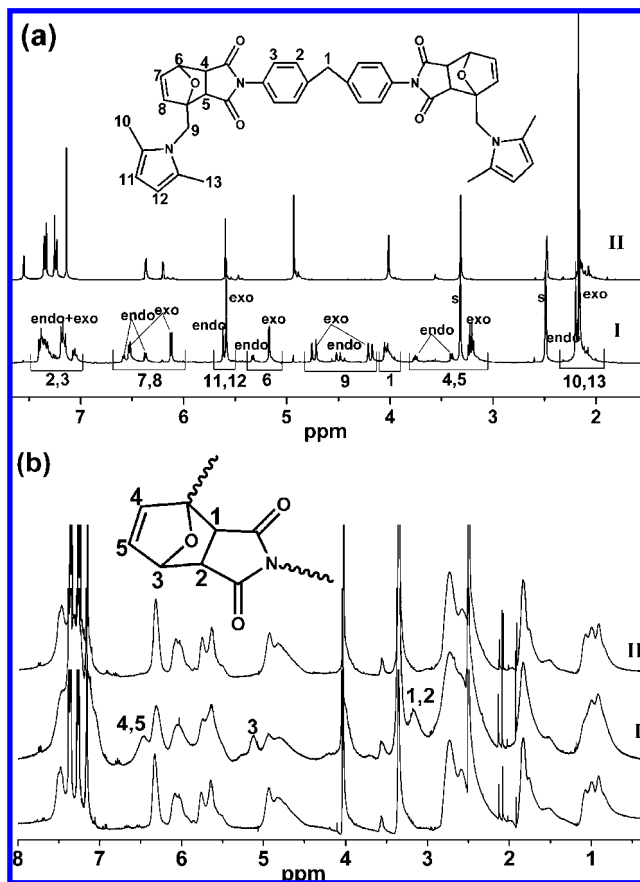 (a)
6 4 3 2 1
7 O N O
8 5
O O
9
10 N
11 12 13
II
endo+exo endo exo endo exo endo exo exo endo s endo exo s endo exo I
2,3 7,8 11,12 6 9 1 4,5 10,13
7 6 5 4 3 2
ppm
(b)
4 1 O
5 O N
3 2 O
II
4,5 3 1,2 I
8 7 6 5 4 3 2 1
ppm